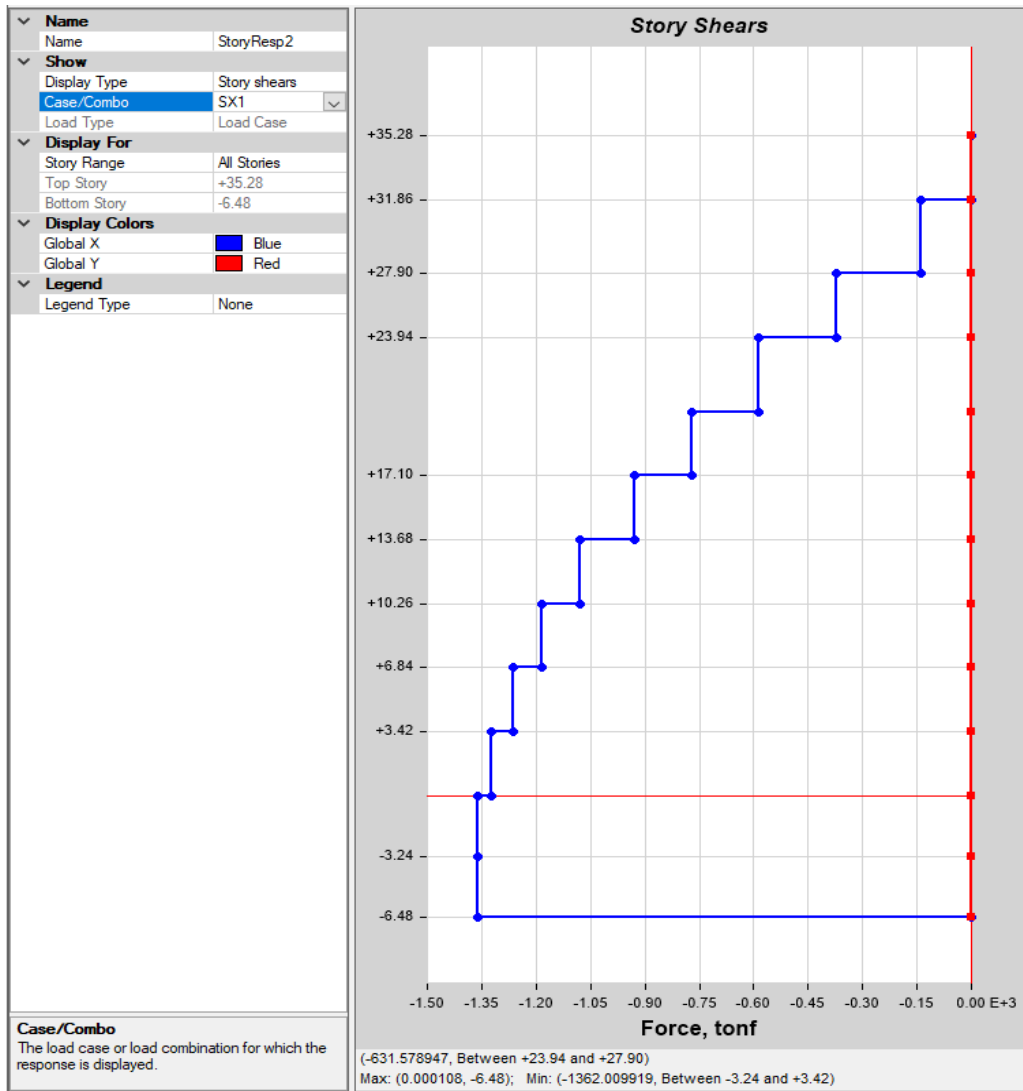 Name
Name StoryResp2
Show
Display Type Story shears
Case/Combo SX1
Load Type Load Case
Display For
Story Range All Stories
Top Story +35.28
Bottom Story -6.48
Display Colors
Global X Blue
Global Y Red
Legend
Legend Type None
Case/Combo
The load case or load combination for which the
response is displayed.
Story Shears
+35.28
+31.86
+27.90
+23.94
+17.10
+13.68
+10.26
+6.84
+3.42
-3.24
-6.48
-1.50 -1.35 -1.20 -1.05 -0.90 -0.75 -0.60 -0.45 -0.30 -0.15 0.00 E+3
Force, tonf
(-631.578947, Between +23.94 and +27.90)
Max: (0.000108, -6.48); Min: (-1362.009919, Between -3.24 and +3.42)